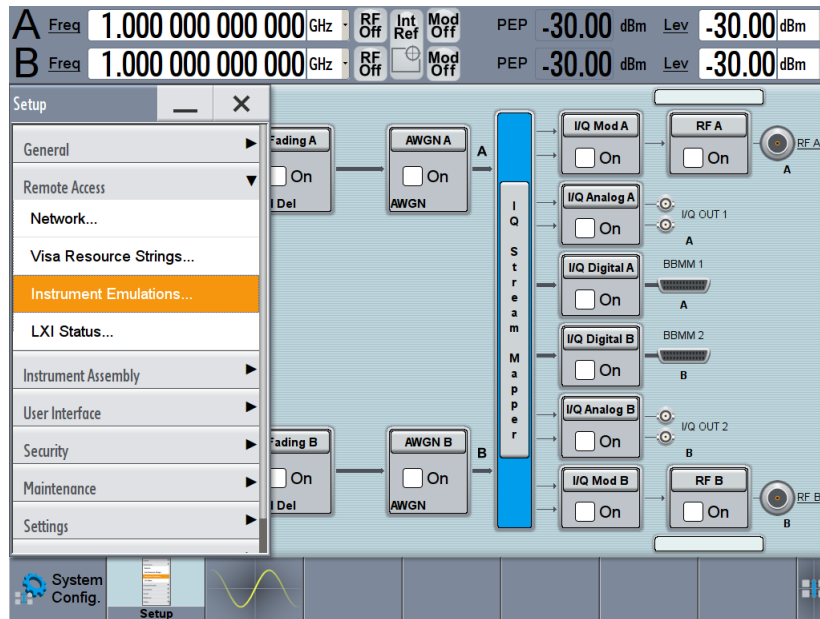 A Freq 1.000 000 000 000 GHz RF Off Int Ref Mod Off PEP -30.00 dBm Lev -30.00 dBm
B Freq 1.000 000 000 000 GHz RF Off Mod Off PEP -30.00 dBm Lev -30.00 dBm
Setup
General
Remote Access
Network...
Visa Resource Strings...
Instrument Emulations...
LXI Status...
Instrument Assembly
User Interface
Security
Maintenance
Settings
Fading A
On
l Del
AWGN A
On
AWGN
A
Fading B
On
l Del
AWGN B
On
AWGN
B
IQ Stream Mapper
I/Q Mod A
On
RF A
On
RF A
A
I/Q Analog A
On
I/Q OUT 1
A
I/Q Digital A
On
BBMM 1
A
I/Q Digital B
On
BBMM 2
B
I/Q Analog B
On
I/Q OUT 2
B
I/Q Mod B
On
RF B
On
RF B
B
System Config.
Setup